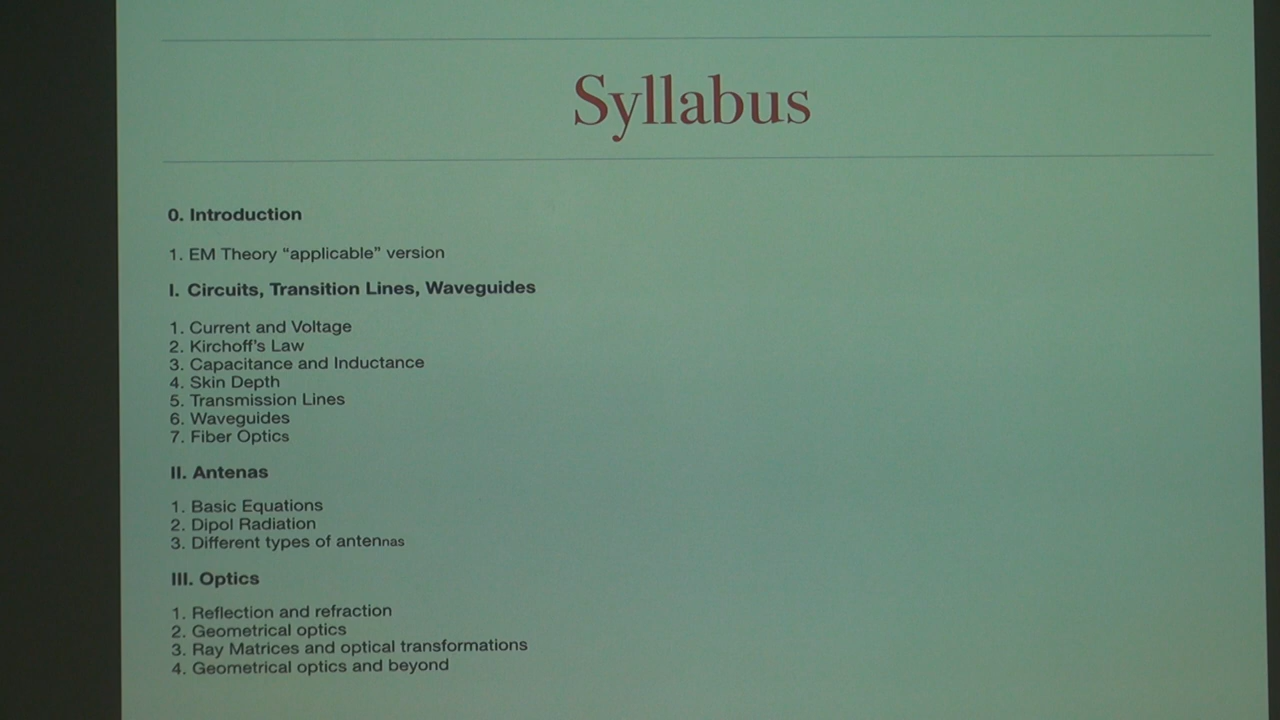 Syllabus
0. Introduction
1. EM Theory “applicable” version
I. Circuits, Transition Lines, Waveguides
1. Current and Voltage
2. Kirchoff's Law
3. Capacitance and Inductance
4. Skin Depth
5. Transmission Lines
6. Waveguides
7. Fiber Optics
II. Antenas
1. Basic Equations
2. Dipol Radiation
3. Different types of antennas
III. Optics
1. Reflection and refraction
2. Geometrical optics
3. Ray Matrices and optical transformations
4. Geometrical optics and beyond